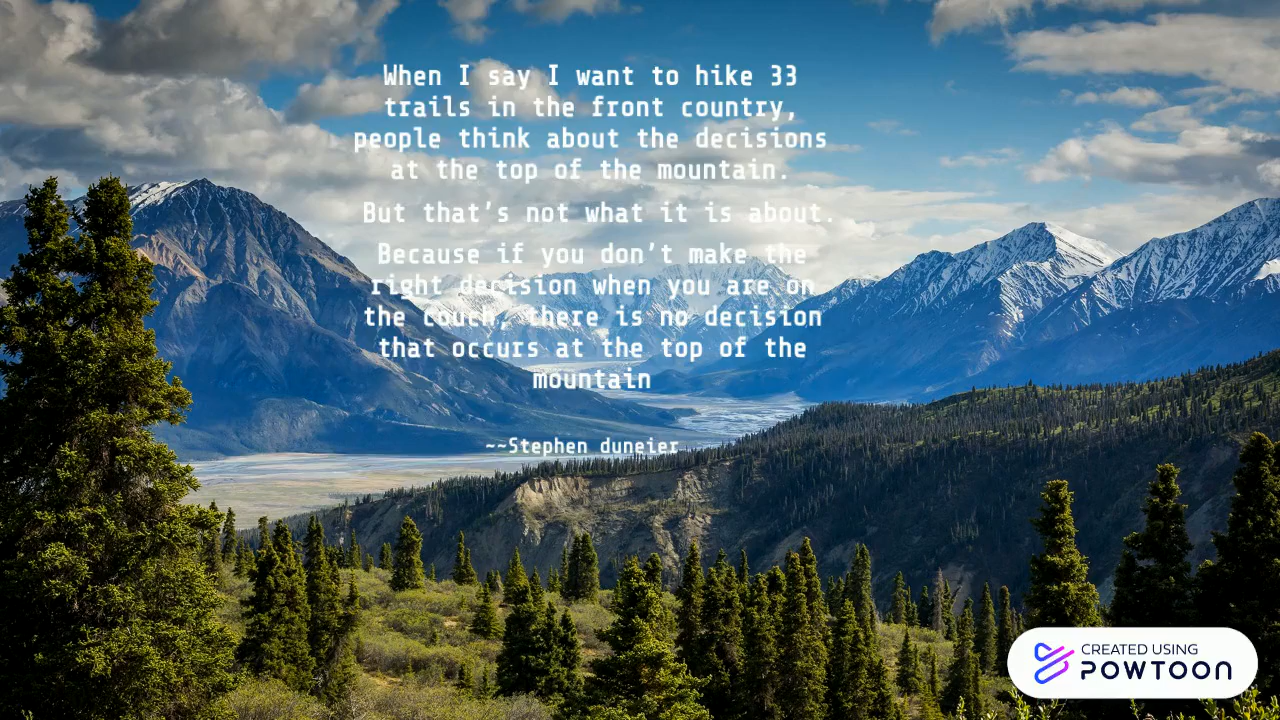 When I say I want to hike 33
trails in the front country,
people think about the decisions
at the top of the mountain.
But that’s not what it is about.
Because if you don’t make the
right decision when you are on
the couch, there is no decision
that occurs at the top of the
mountain
~~Stephen duneier
CREATED USING
POWTOON